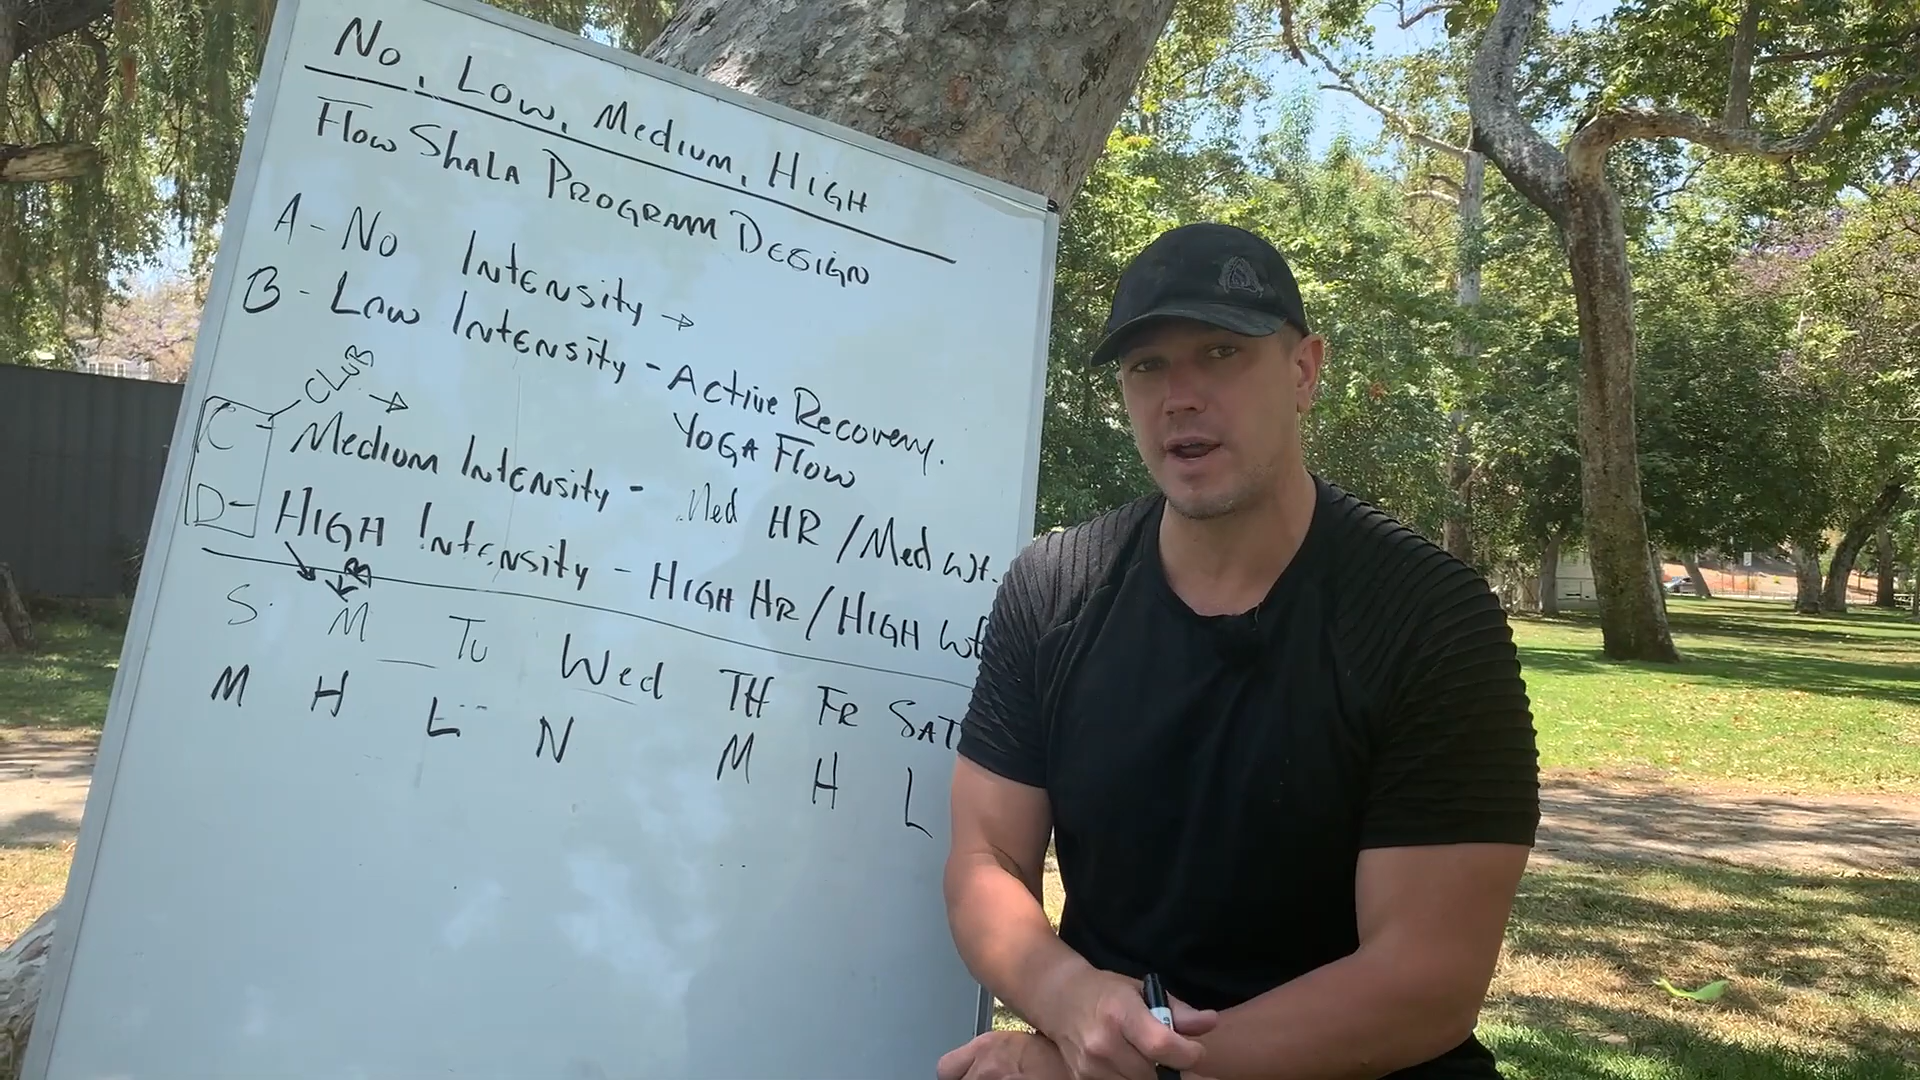 No, Low, Medium, High
Flow Shala Program Design
A - No Intensity →
B - Low Intensity - Active Recovery.
Yoga Flow
Club →
C - Medium Intensity - Med HR / Med Wt.
D - High Intensity - High HR / High Wt
B
S M Tu Wed TH FR SAT
M H L N M H L